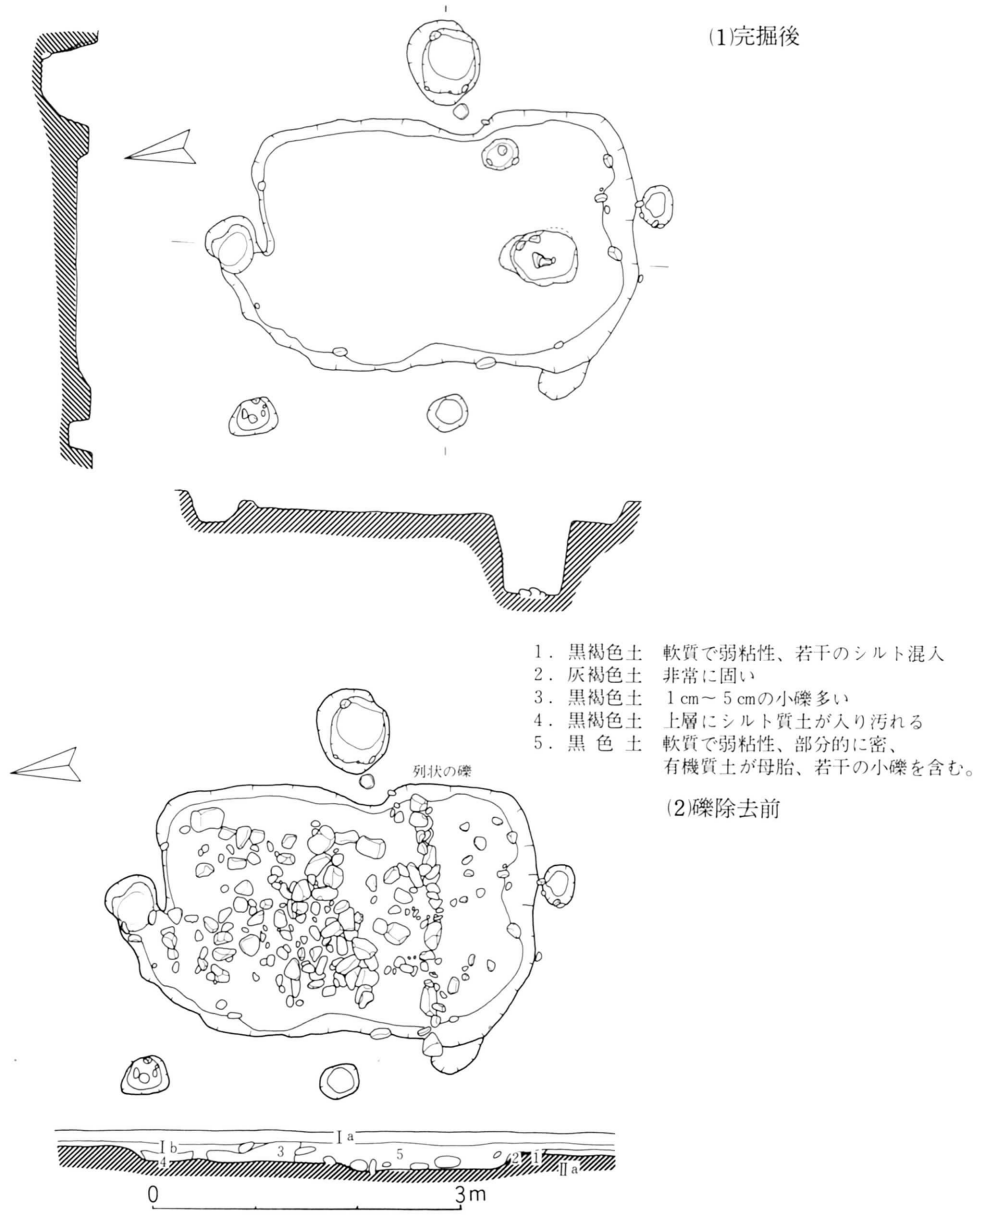 (1)完掘後
1. 黒褐色土 軟質で弱粘性、若干のシルト混入
2. 灰褐色土 非常に固い
3. 黒褐色土 1cm～5cmの小礫多い
4. 黒褐色土 上層にシルト質土が入り汚れる
5. 黒色土 軟質で弱粘性、部分的に密、
有機質土が母胎、若干の小礫を含む。
(2)礫除去前
列状の礫
Ⅰa
Ⅰb
3
5
4
2
1
Ⅱa
0
3m